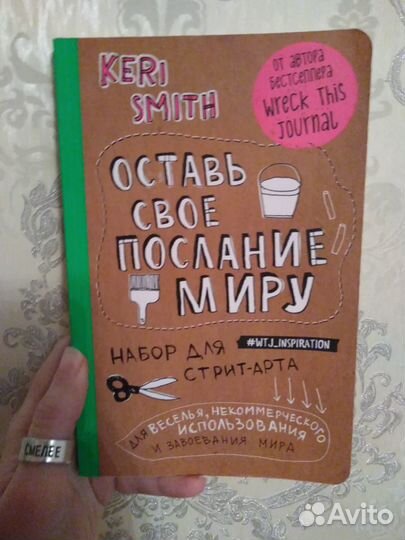 KERI
SMITH
ОТ АВТОРА
БЕСТСЕЛЛЕРА
WRECK THIS
JOURNAL
ОСТАВЬ
СВОЕ
ПОСЛАНИЕ
МИРУ
#WTJ_INSPIRATION
НАБОР ДЛЯ
СТРИТ-АРТА
ДЛЯ ВЕСЕЛЬЯ, НЕКОММЕРЧЕСКОГО
ИСПОЛЬЗОВАНИЯ
И ЗАВОЕВАНИЯ МИРА
СМЕЛЕЕ
Avito